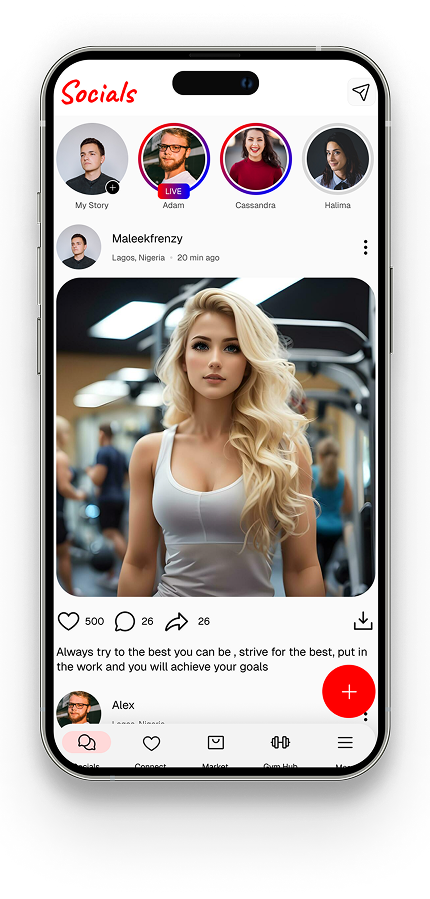 Socials
LIVE
My Story
Adam
Cassandra
Halima
Maleekfrenzy
Lagos, Nigeria • 20 min ago
500
26
26
Always try to the best you can be , strive for the best, put in
the work and you will achieve your goals
Alex
Lagos, Nigeria
Socials
Connect
Market
Gym Hub